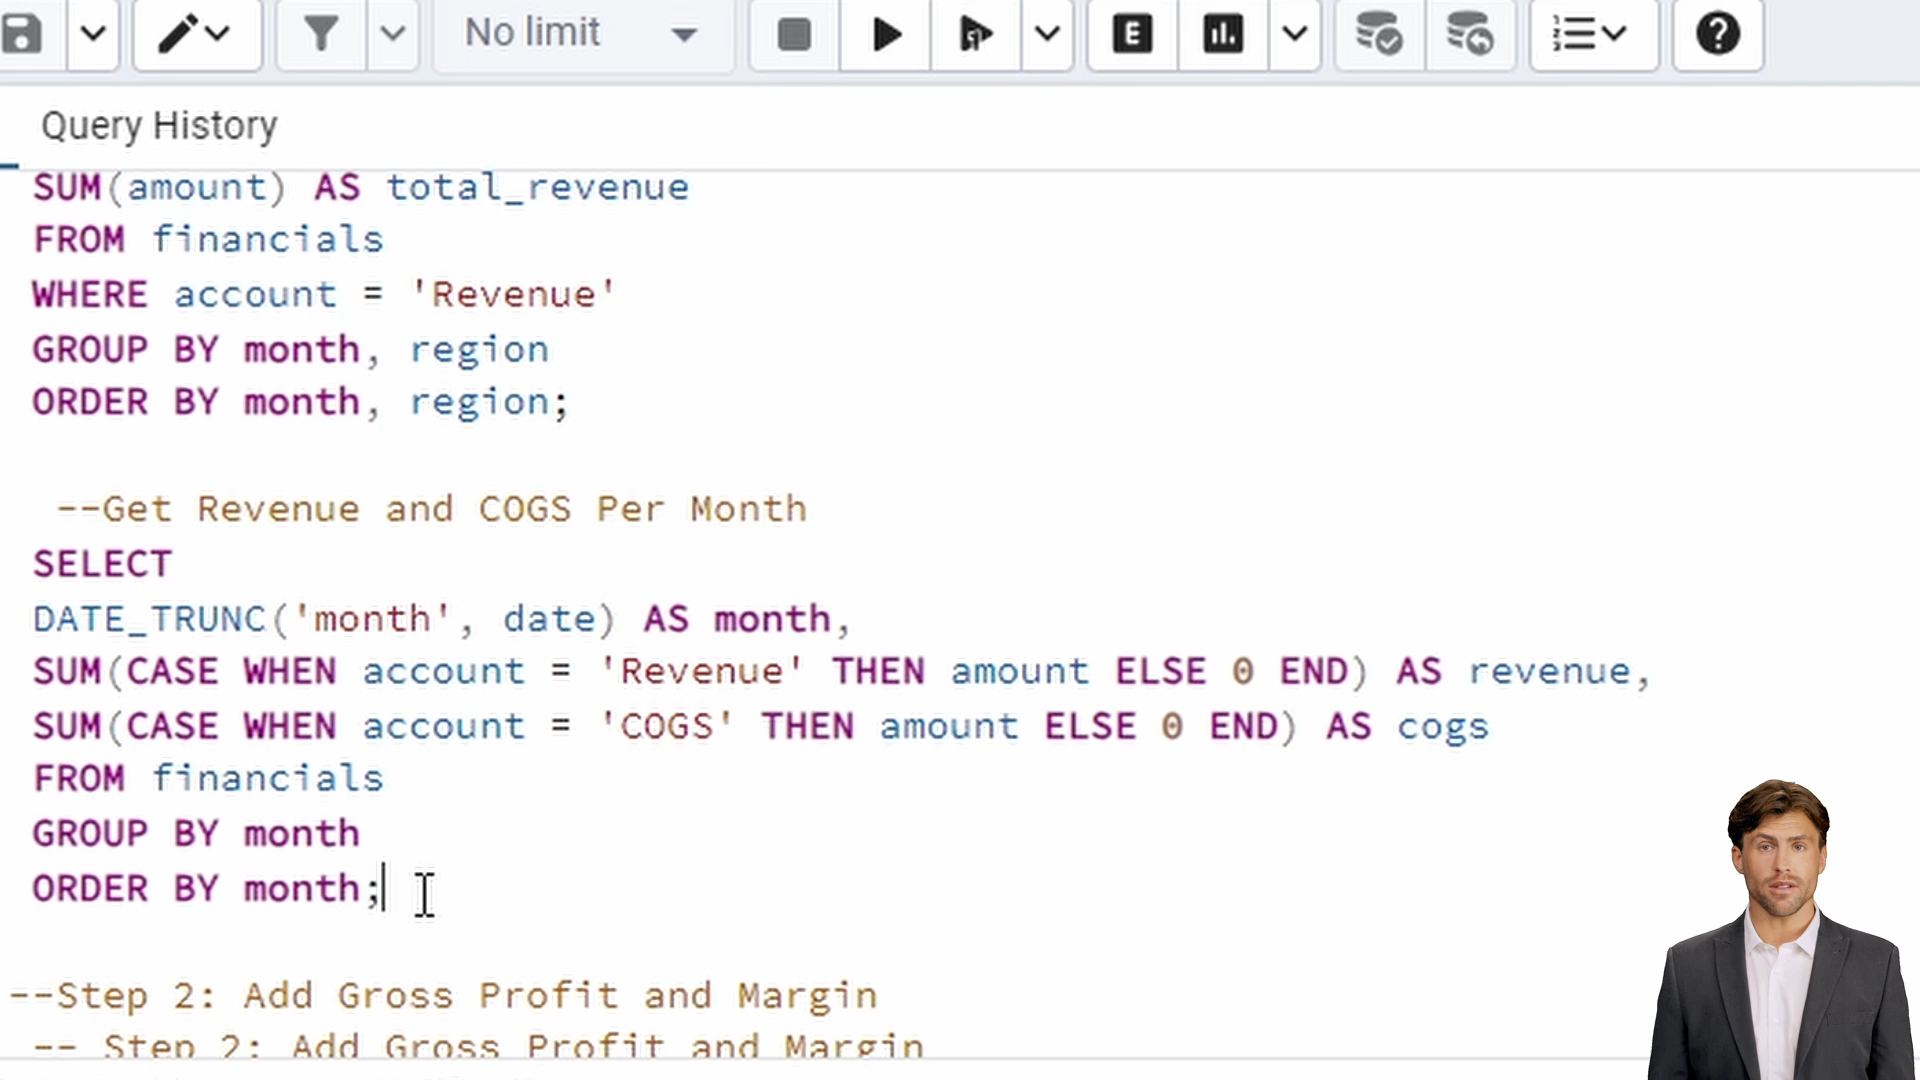 No limit
E
?
Query History
SUM(amount) AS total_revenue
FROM financials
WHERE account = 'Revenue'
GROUP BY month, region
ORDER BY month, region;
--Get Revenue and COGS Per Month
SELECT
DATE_TRUNC('month', date) AS month,
SUM(CASE WHEN account = 'Revenue' THEN amount ELSE 0 END) AS revenue,
SUM(CASE WHEN account = 'COGS' THEN amount ELSE 0 END) AS cogs
FROM financials
GROUP BY month
ORDER BY month;
--Step 2: Add Gross Profit and Margin
-- Step 2: Add Gross Profit and Margin